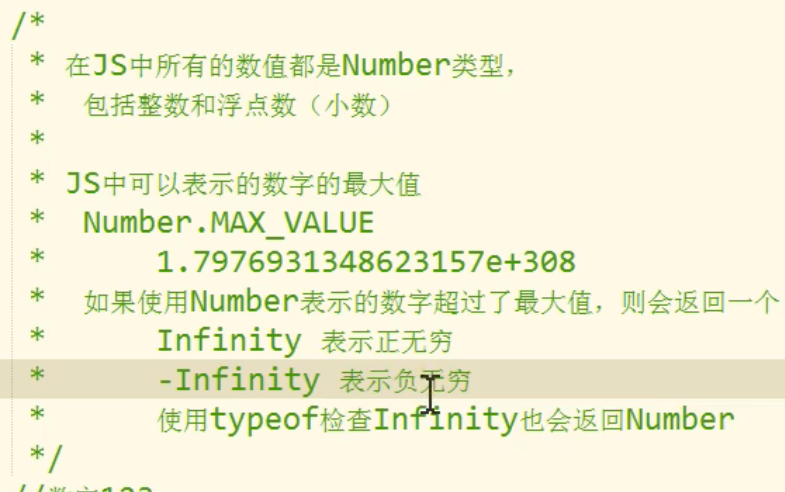 /*
* 在JS中所有的数值都是Number类型，
* 包括整数和浮点数（小数）
*
* JS中可以表示的数字的最大值
* Number.MAX_VALUE
* 1.7976931348623157e+308
* 如果使用Number表示的数字超过了最大值，则会返回一个
* Infinity 表示正无穷
* -Infinity 表示负无穷
* 使用typeof检查Infinity也会返回Number
*/
//数字123